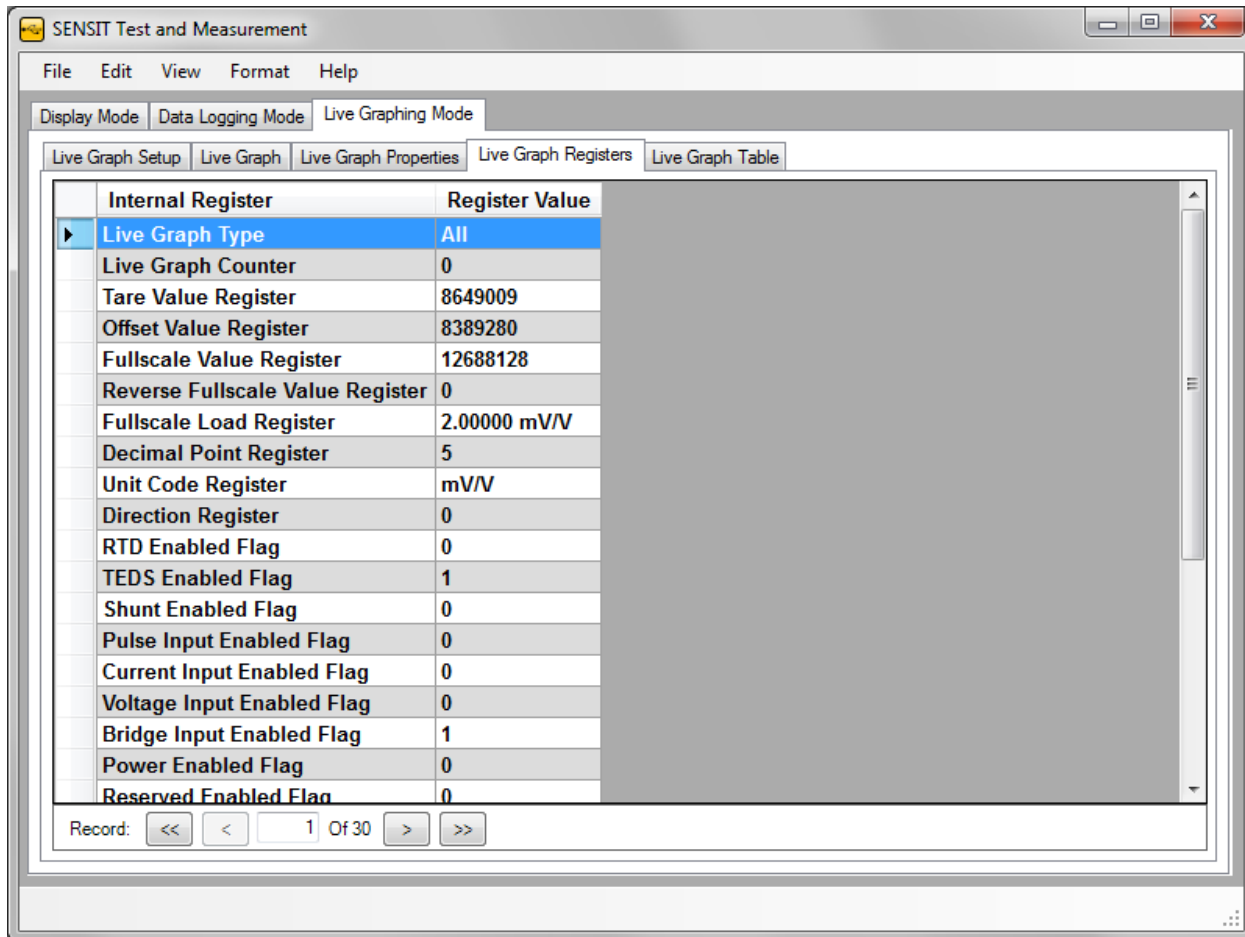 SENSIT Test and Measurement
File Edit View Format Help
Display Mode Data Logging Mode Live Graphing Mode
Live Graph Setup Live Graph Live Graph Properties Live Graph Registers Live Graph Table
Internal Register Register Value
Live Graph Type All
Live Graph Counter 0
Tare Value Register 8649009
Offset Value Register 8389280
Fullscale Value Register 12688128
Reverse Fullscale Value Register 0
Fullscale Load Register 2.00000 mV/V
Decimal Point Register 5
Unit Code Register mV/V
Direction Register 0
RTD Enabled Flag 0
TEDS Enabled Flag 1
Shunt Enabled Flag 0
Pulse Input Enabled Flag 0
Current Input Enabled Flag 0
Voltage Input Enabled Flag 0
Bridge Input Enabled Flag 1
Power Enabled Flag 0
Reserved Enabled Flag 0
Record: << < 1 Of 30 > >>